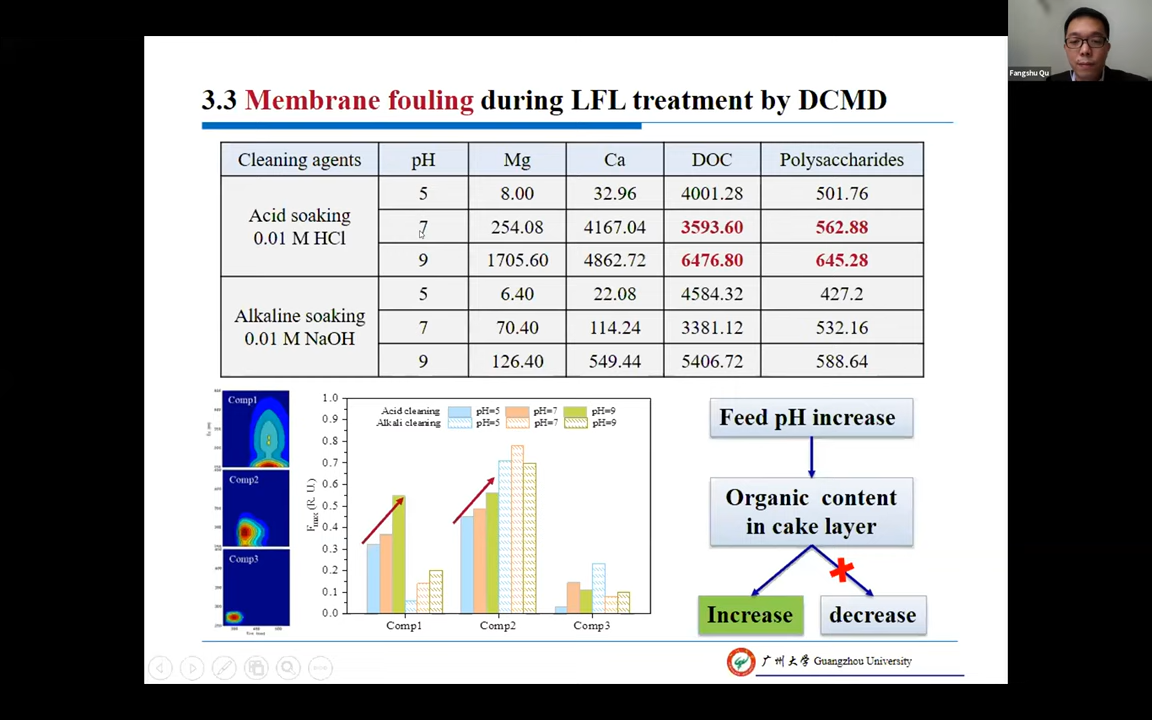 Fangshu Qu
3.3 Membrane fouling during LFL treatment by DCMD
Cleaning agents pH Mg Ca DOC Polysaccharides
Acid soaking
0.01 M HCl
5 8.00 32.96 4001.28 501.76
7 254.08 4167.04 3593.60 562.88
9 1705.60 4862.72 6476.80 645.28
Alkaline soaking
0.01 M NaOH
5 6.40 22.08 4584.32 427.2
7 70.40 114.24 3381.12 532.16
9 126.40 549.44 5406.72 588.64
Comp1
Comp2
Comp3
Acid cleaning pH=5 pH=7 pH=9
Alkali cleaning pH=5 pH=7 pH=9
Fmax (R. U.)
1.0
0.9
0.8
0.7
0.6
0.5
0.4
0.3
0.2
0.1
0.0
Comp1 Comp2 Comp3
Feed pH increase
Organic content
in cake layer
Increase
decrease
广州大学 Guangzhou University